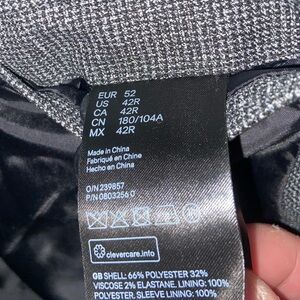 EUR 52
US 42R
CA 42R
CN 180/104A
MX 42R
Made in China
Fabriqué en Chine
Hecho en China
O/N 239857
P/N 0803256
clevercare.info
GB SHELL: 66% POLYESTER 32%
VISCOSE 2% ELASTANE. LINING: 100%
POLYESTER, SLEEVE LINING: 100%